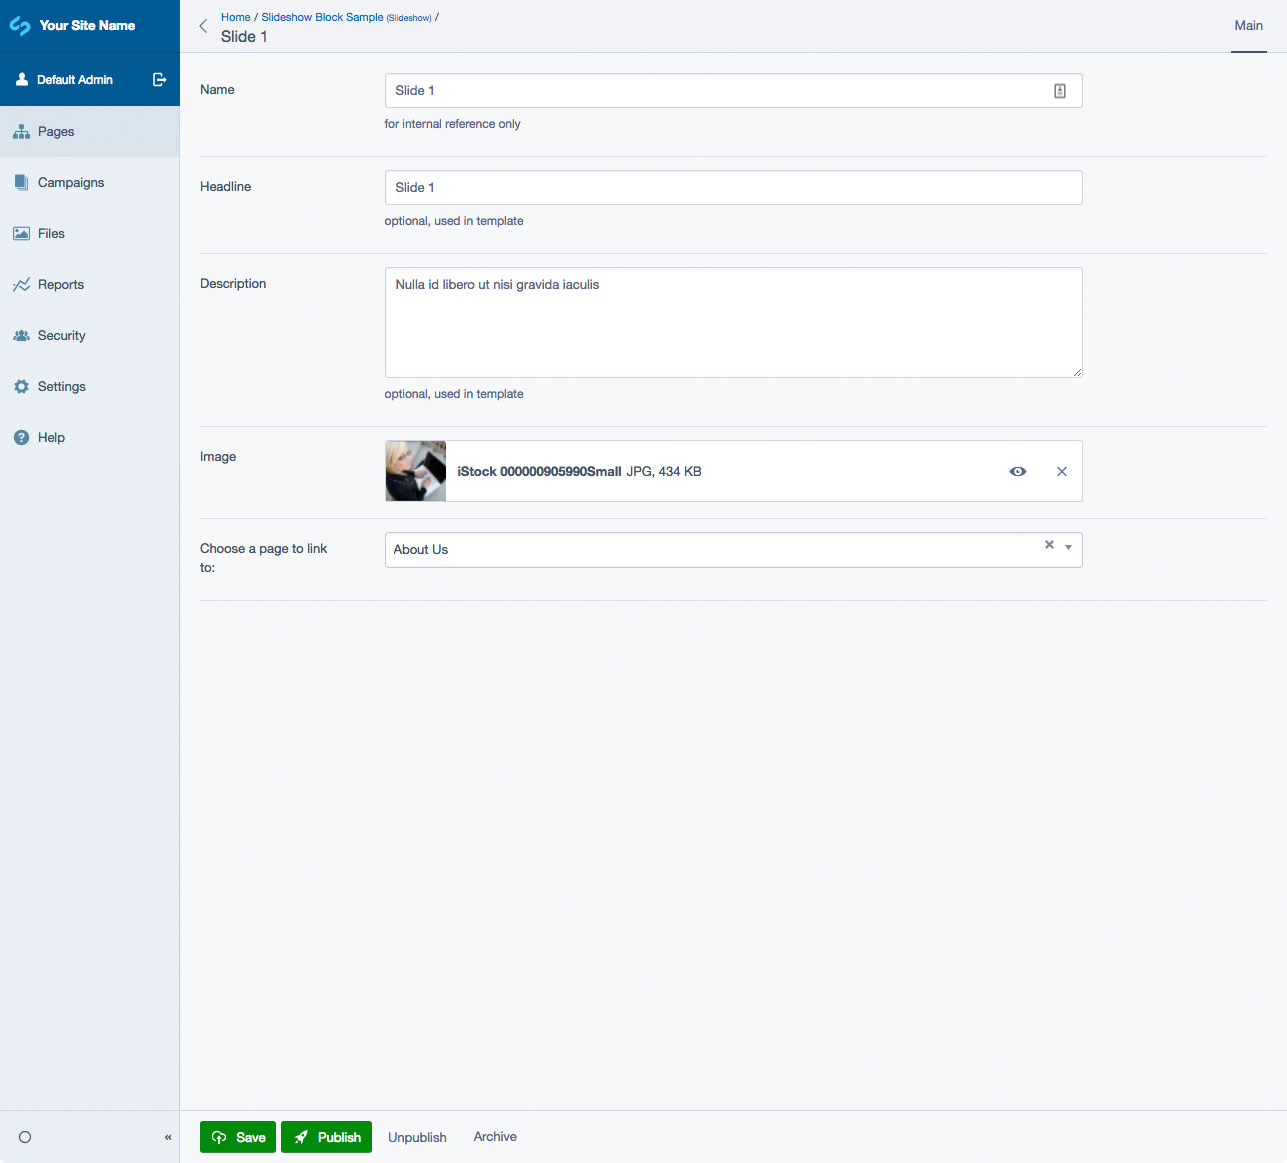 Your Site Name
Home / Slideshow Block Sample (Slideshow) /
Slide 1
Main
Default Admin
Pages
Campaigns
Files
Reports
Security
Settings
Help
Name
Slide 1
for internal reference only
Headline
Slide 1
optional, used in template
Description
Nulla id libero ut nisi gravida iaculis
optional, used in template
Image
iStock 000000905990Small JPG, 434 KB
Choose a page to link
to:
About Us
«
Save
Publish
Unpublish
Archive